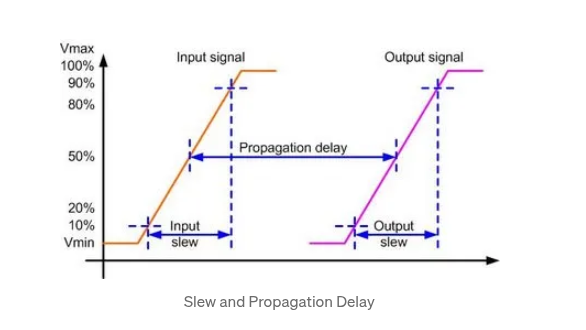 Vmax
100%
90%
80%
50%
20%
10%
Vmin
Input signal
Output signal
Propagation delay
Input
slew
Output
slew
Slew and Propagation Delay